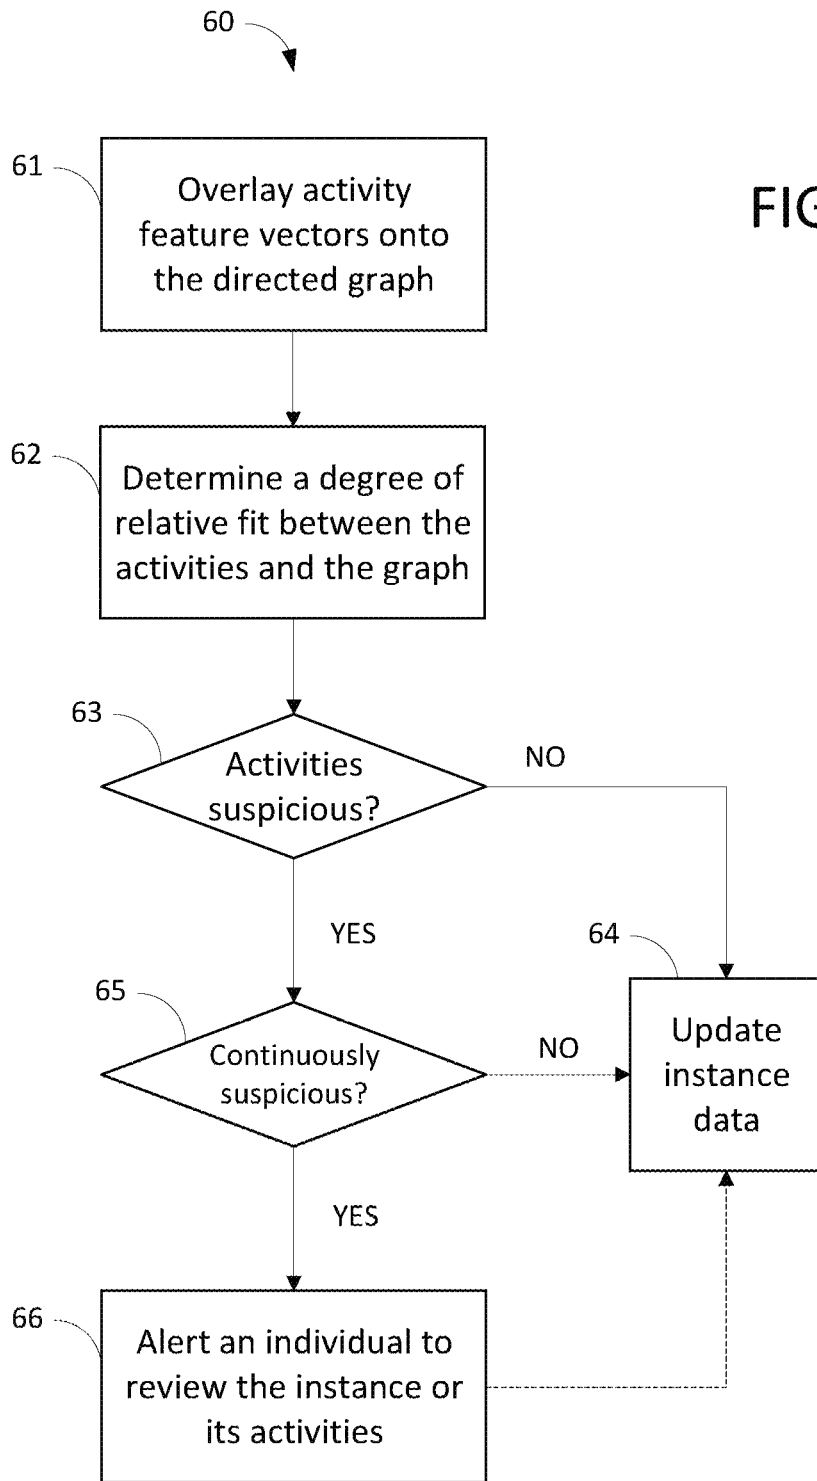 60
61
Overlay activity
feature vectors onto
the directed graph
FIG
62
Determine a degree of
relative fit between the
activities and the graph
63
Activities
suspicious?
NO
YES
64
65
Continuously
suspicious?
NO
Update
instance
data
YES
66
Alert an individual to
review the instance or
its activities